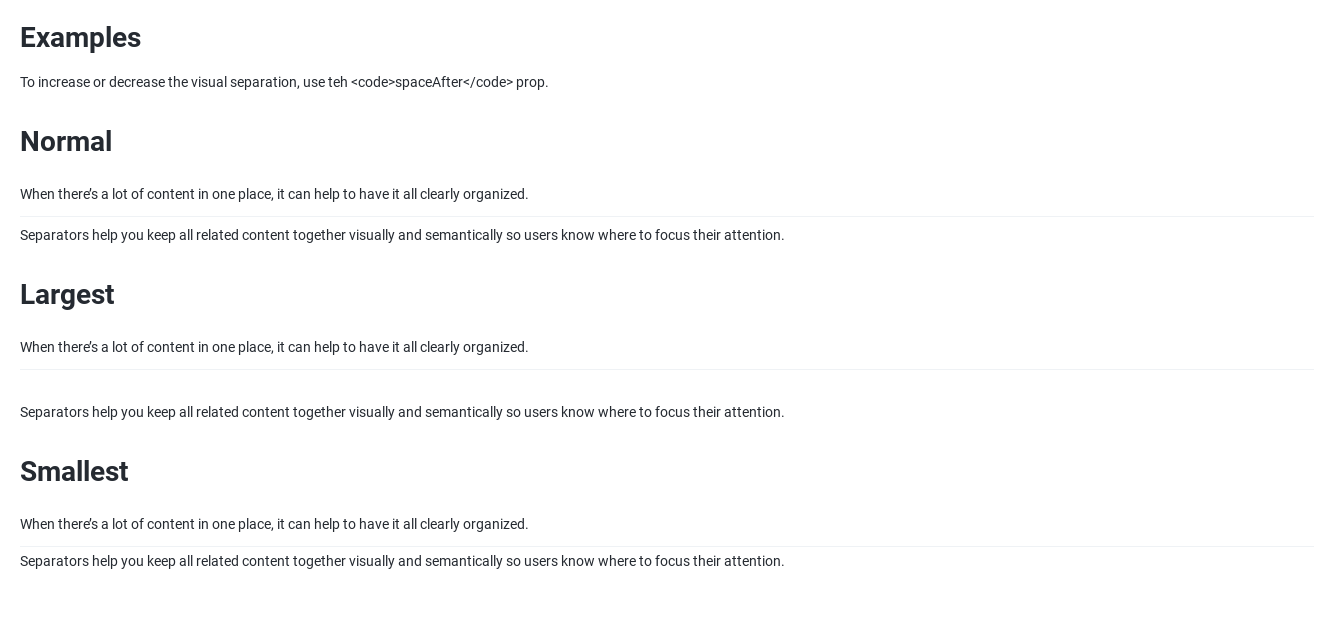 Examples
To increase or decrease the visual separation, use teh <code>spaceAfter</code> prop.
Normal
When there’s a lot of content in one place, it can help to have it all clearly organized.
Separators help you keep all related content together visually and semantically so users know where to focus their attention.
Largest
When there’s a lot of content in one place, it can help to have it all clearly organized.
Separators help you keep all related content together visually and semantically so users know where to focus their attention.
Smallest
When there’s a lot of content in one place, it can help to have it all clearly organized.
Separators help you keep all related content together visually and semantically so users know where to focus their attention.